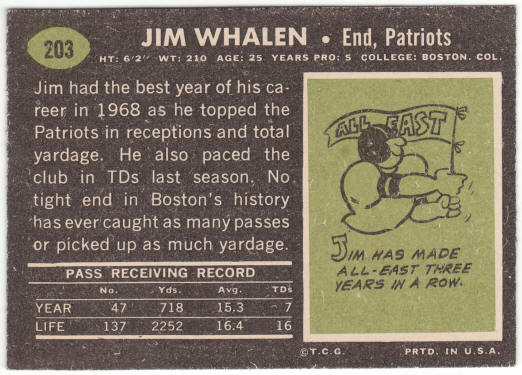 203
JIM WHALEN • End, Patriots
HT: 6'2" WT: 210 AGE: 25 YEARS PRO: 5 COLLEGE: BOSTON. COL.
Jim had the best year of his ca-
reer in 1968 as he topped the
Patriots in receptions and total
yardage. He also paced the
club in TDs last season. No
tight end in Boston's history
has ever caught as many passes
or picked up as much yardage.
PASS RECEIVING RECORD
No. Yds. Avg. TDs
YEAR 47 718 15.3 7
LIFE 137 2252 16.4 16
ALL EAST
JIM HAS MADE
ALL-EAST THREE
YEARS IN A ROW.
©T.C.G. PRTD. IN U.S.A.